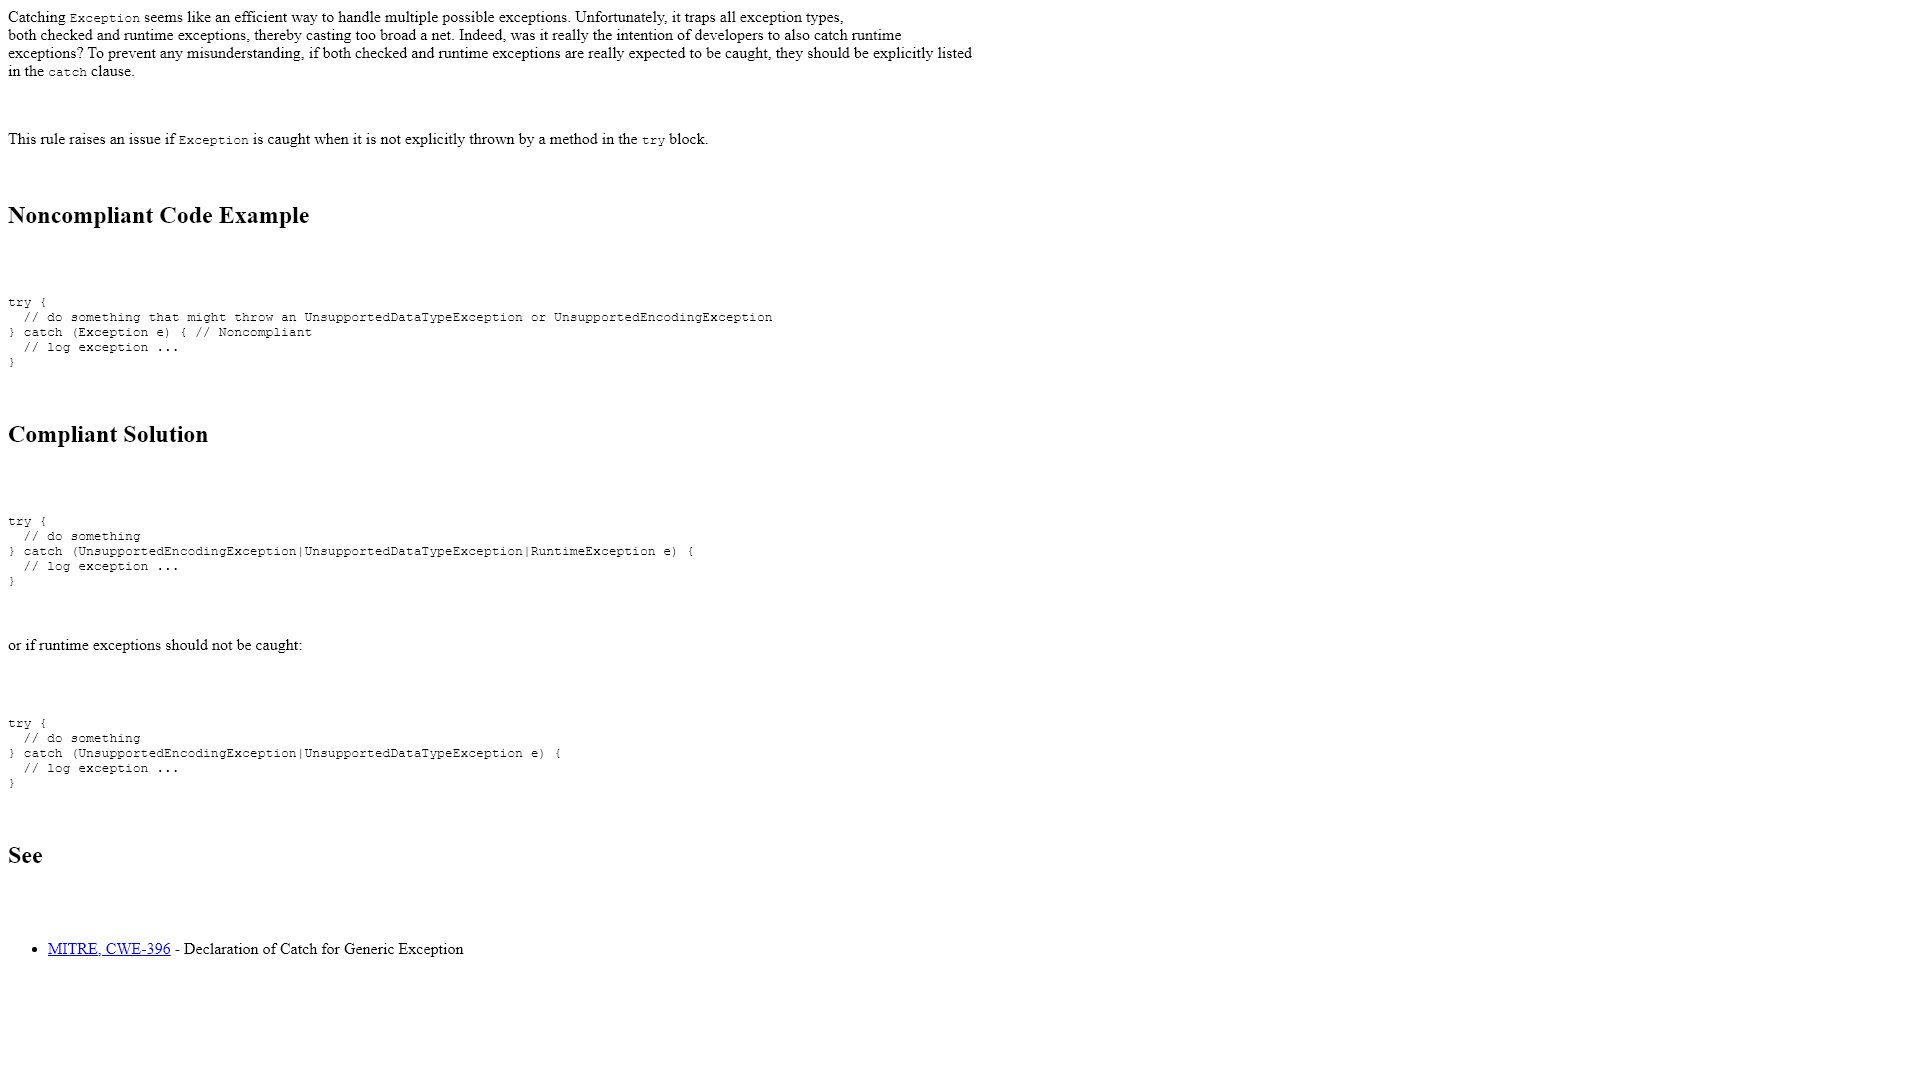 Catching Exception seems like an efficient way to handle multiple possible exceptions. Unfortunately, it traps all exception types,
both checked and runtime exceptions, thereby casting too broad a net. Indeed, was it really the intention of developers to also catch runtime
exceptions? To prevent any misunderstanding, if both checked and runtime exceptions are really expected to be caught, they should be explicitly listed
in the catch clause.
This rule raises an issue if Exception is caught when it is not explicitly thrown by a method in the try block.
Noncompliant Code Example
try {
  // do something that might throw an UnsupportedDataTypeException or UnsupportedEncodingException
} catch (Exception e) { // Noncompliant
  // log exception ...
}
Compliant Solution
try {
  // do something
} catch (UnsupportedEncodingException|UnsupportedDataTypeException|RuntimeException e) {
  // log exception ...
}
or if runtime exceptions should not be caught:
try {
  // do something
} catch (UnsupportedEncodingException|UnsupportedDataTypeException e) {
  // log exception ...
}
See
• MITRE, CWE-396 - Declaration of Catch for Generic Exception